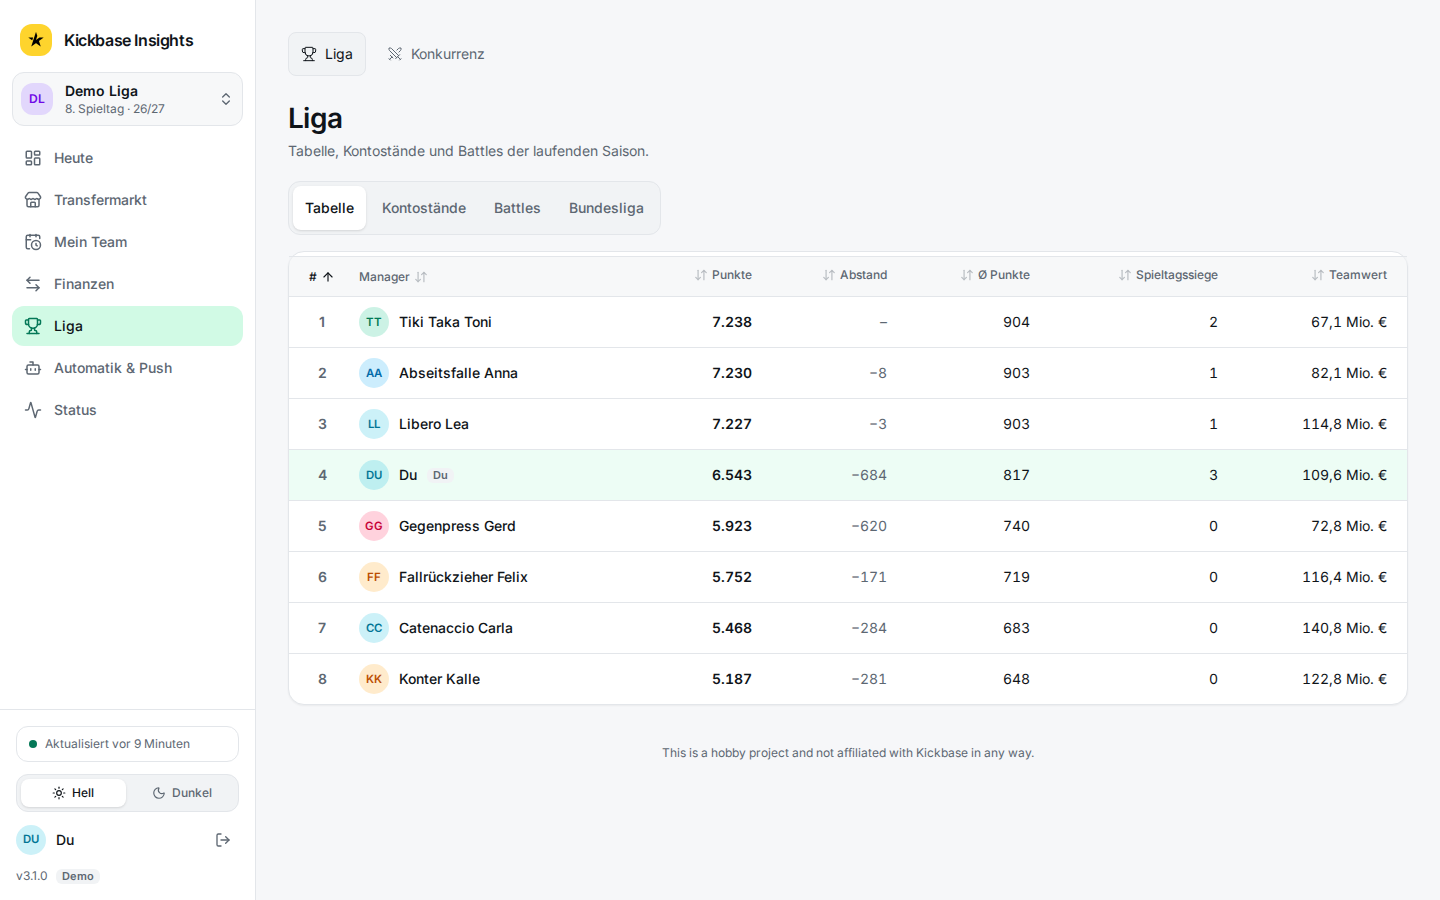 Kickbase Insights
DL
Demo Liga
8. Spieltag · 26/27
Heute
Transfermarkt
Mein Team
Finanzen
Liga
Automatik & Push
Status
Aktualisiert vor 9 Minuten
Hell
Dunkel
DU
Du
v3.1.0
Demo
Liga
Konkurrenz
Liga
Tabelle, Kontostände und Battles der laufenden Saison.
Tabelle
Kontostände
Battles
Bundesliga
# Manager Punkte Abstand Ø Punkte Spieltagssiege Teamwert
1 TT Tiki Taka Toni 7.238 – 904 2 67,1 Mio. €
2 AA Abseitsfalle Anna 7.230 −8 903 1 82,1 Mio. €
3 LL Libero Lea 7.227 −3 903 1 114,8 Mio. €
4 DU Du Du 6.543 −684 817 3 109,6 Mio. €
5 GG Gegenpress Gerd 5.923 −620 740 0 72,8 Mio. €
6 FF Fallrückzieher Felix 5.752 −171 719 0 116,4 Mio. €
7 CC Catenaccio Carla 5.468 −284 683 0 140,8 Mio. €
8 KK Konter Kalle 5.187 −281 648 0 122,8 Mio. €
This is a hobby project and not affiliated with Kickbase in any way.